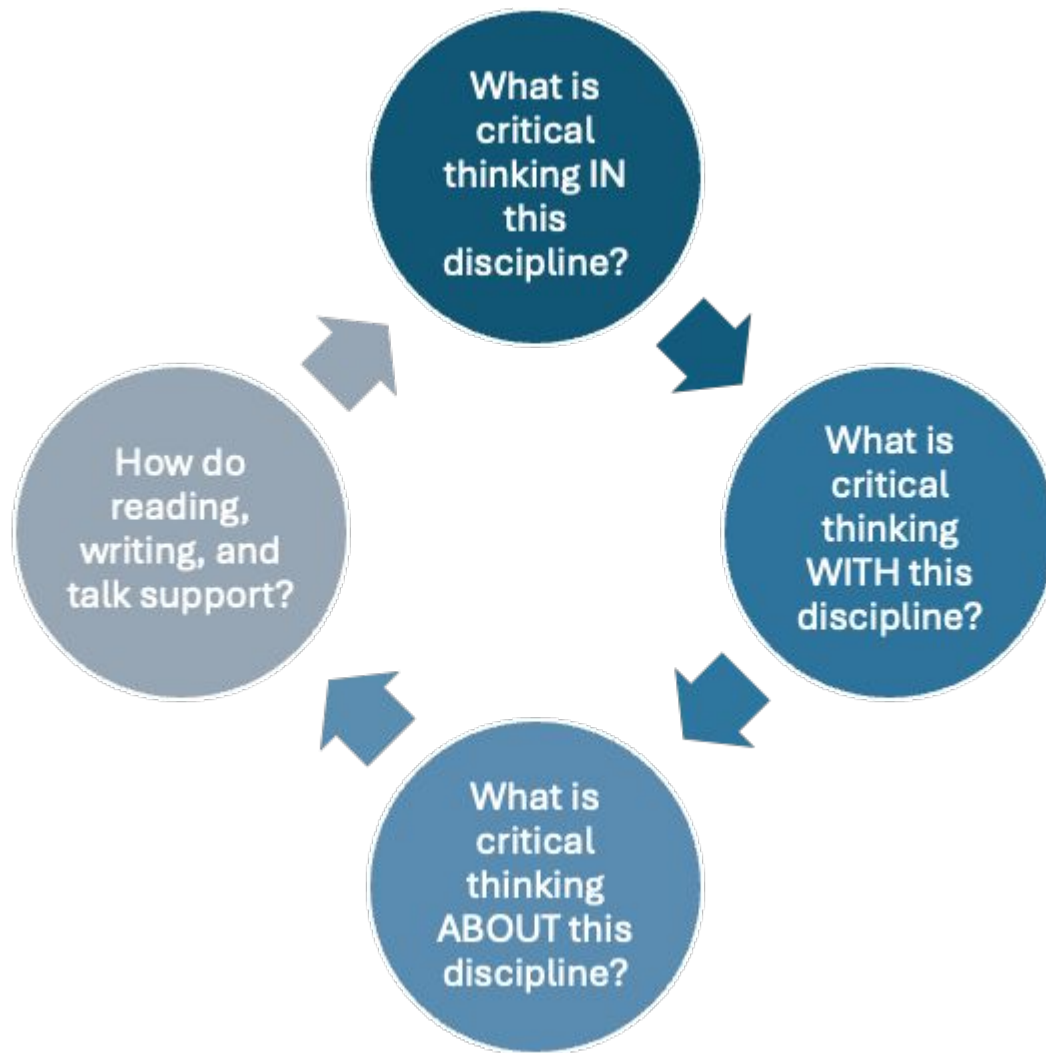 What is
critical
thinking IN
this
discipline?
What is
critical
thinking
WITH this
discipline?
What is
critical
thinking
ABOUT this
discipline?
How do
reading,
writing, and
talk support?